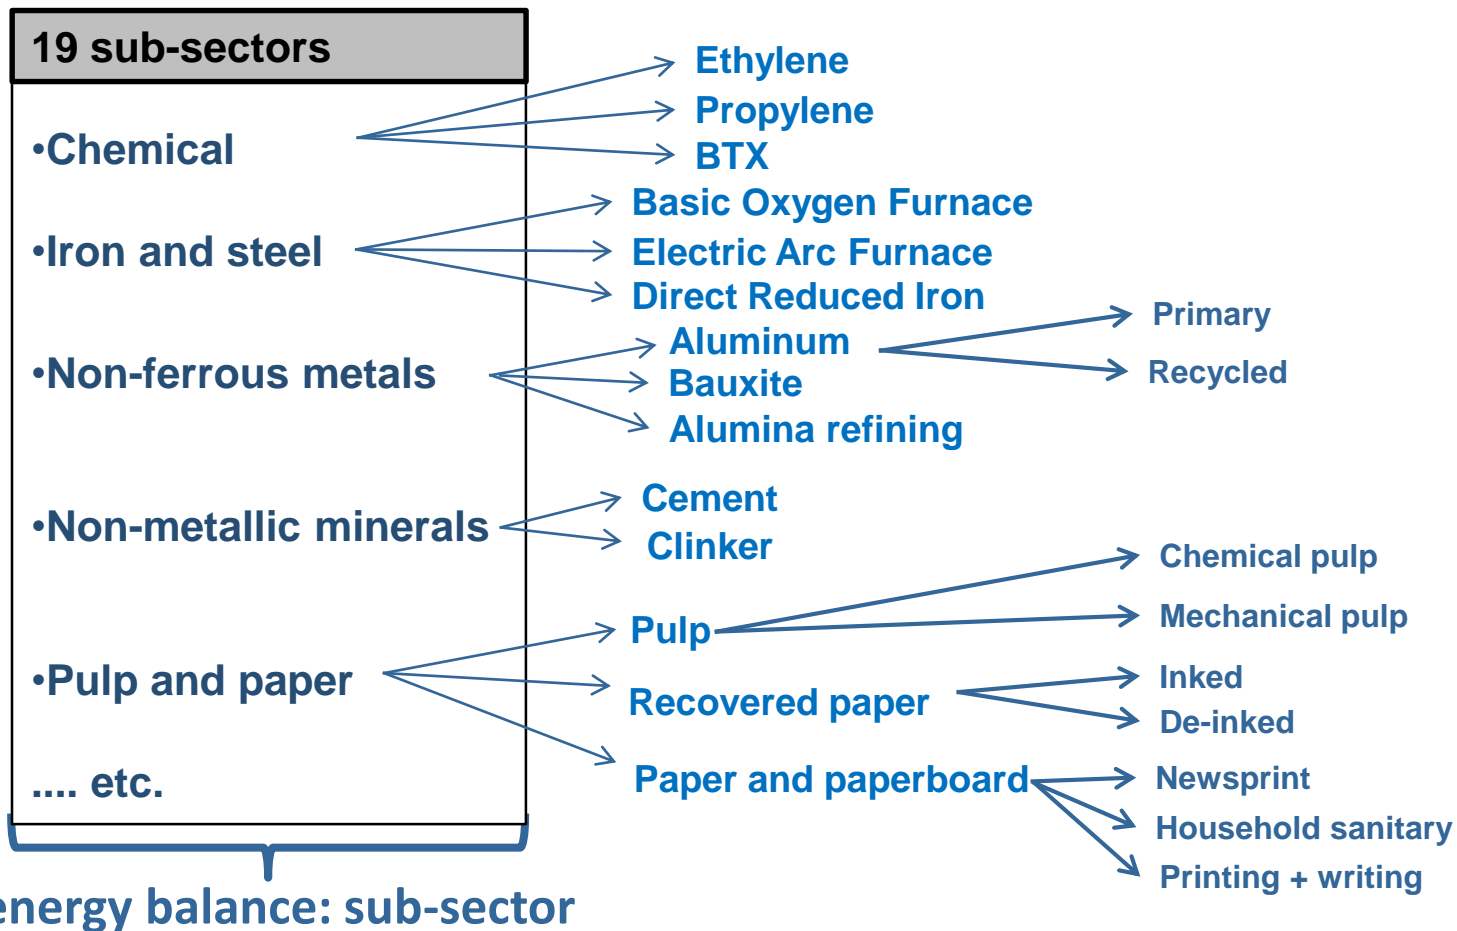 19 sub-sectors
•Chemical
Ethylene
Propylene
BTX
•Iron and steel
Basic Oxygen Furnace
Electric Arc Furnace
Direct Reduced Iron
•Non-ferrous metals
Aluminum
Primary
Recycled
Bauxite
Alumina refining
•Non-metallic minerals
Cement
Clinker
•Pulp and paper
Pulp
Chemical pulp
Mechanical pulp
Recovered paper
Inked
De-inked
Paper and paperboard
Newsprint
Household sanitary
Printing + writing
.... etc.
energy balance: sub-sector